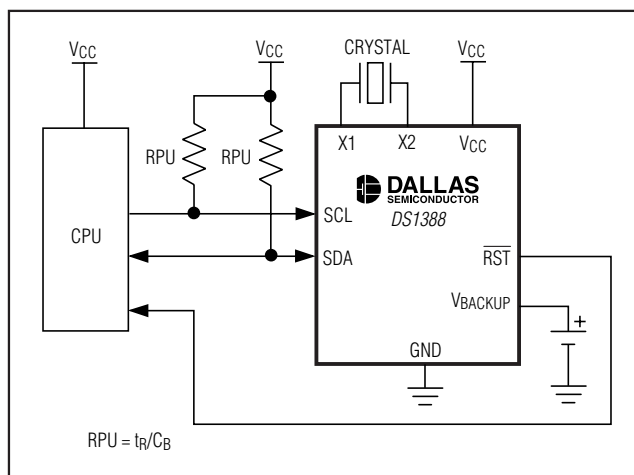 VCC
VCC
CRYSTAL
VCC
X1
X2
VCC
RPU
RPU
DALLAS
SEMICONDUCTOR
DS1388
CPU
SCL
SDA
RST
VBACKUP
+
GND
RPU = tR/CB